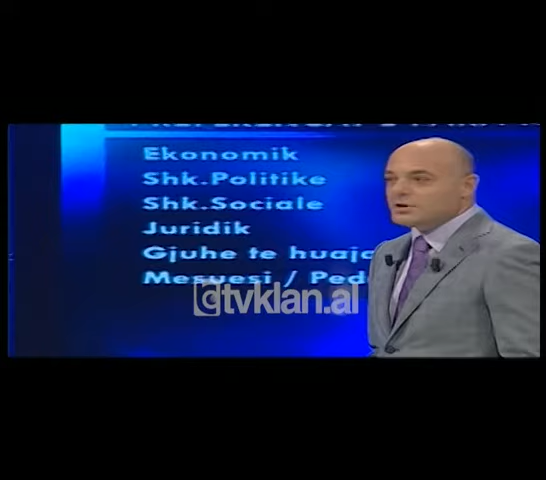 Ekonomik
Shk.Politike
Shk.Sociale
Juridik
Gjuhe te huaja
Mesuesi / Ped
tvklan.al